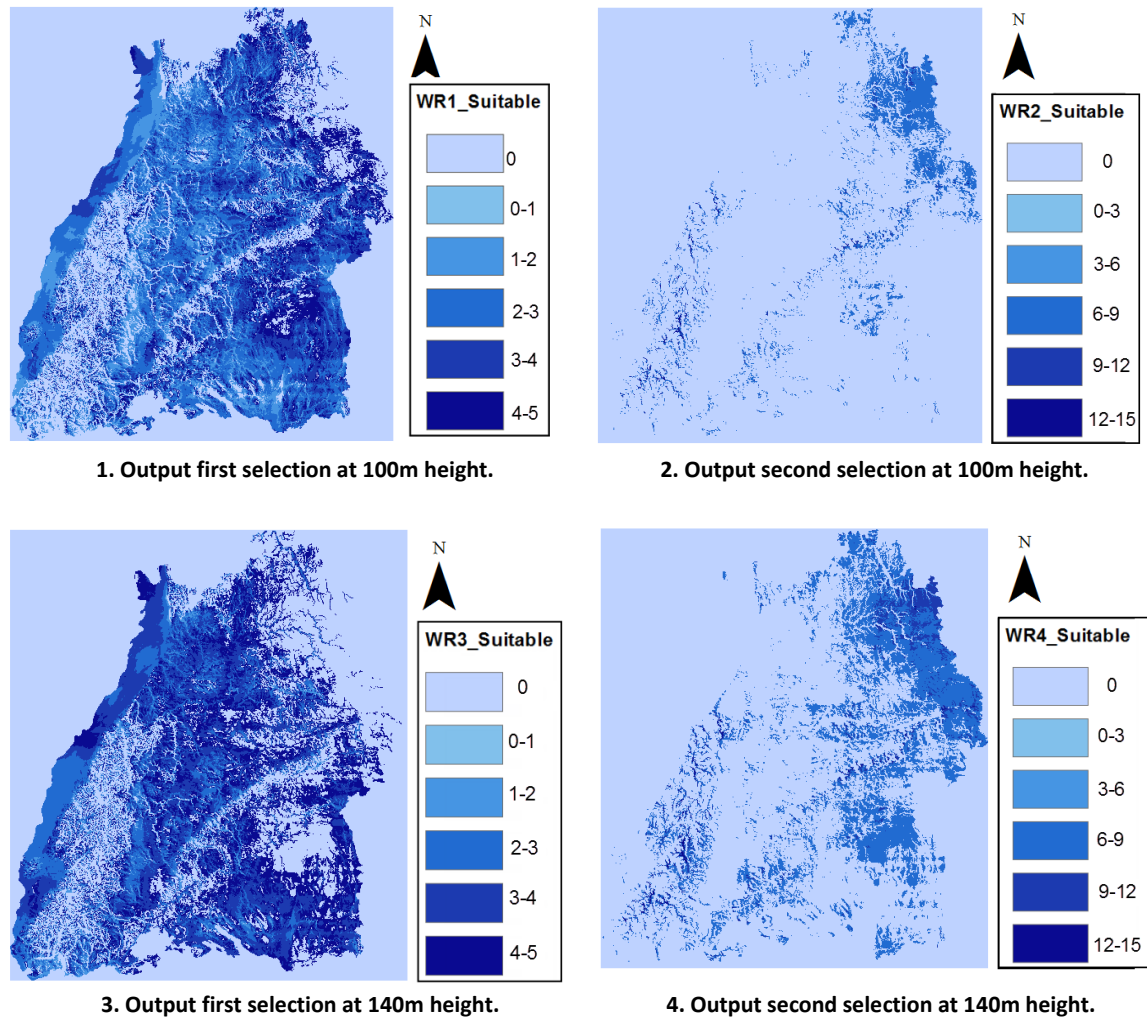 N
WR1_Suitable
0
0-1
1-2
2-3
3-4
4-5
1. Output first selection at 100m height.
N
WR2_Suitable
0
0-3
3-6
6-9
9-12
12-15
2. Output second selection at 100m height.
N
WR3_Suitable
0
0-1
1-2
2-3
3-4
4-5
3. Output first selection at 140m height.
N
WR4_Suitable
0
0-3
3-6
6-9
9-12
12-15
4. Output second selection at 140m height.